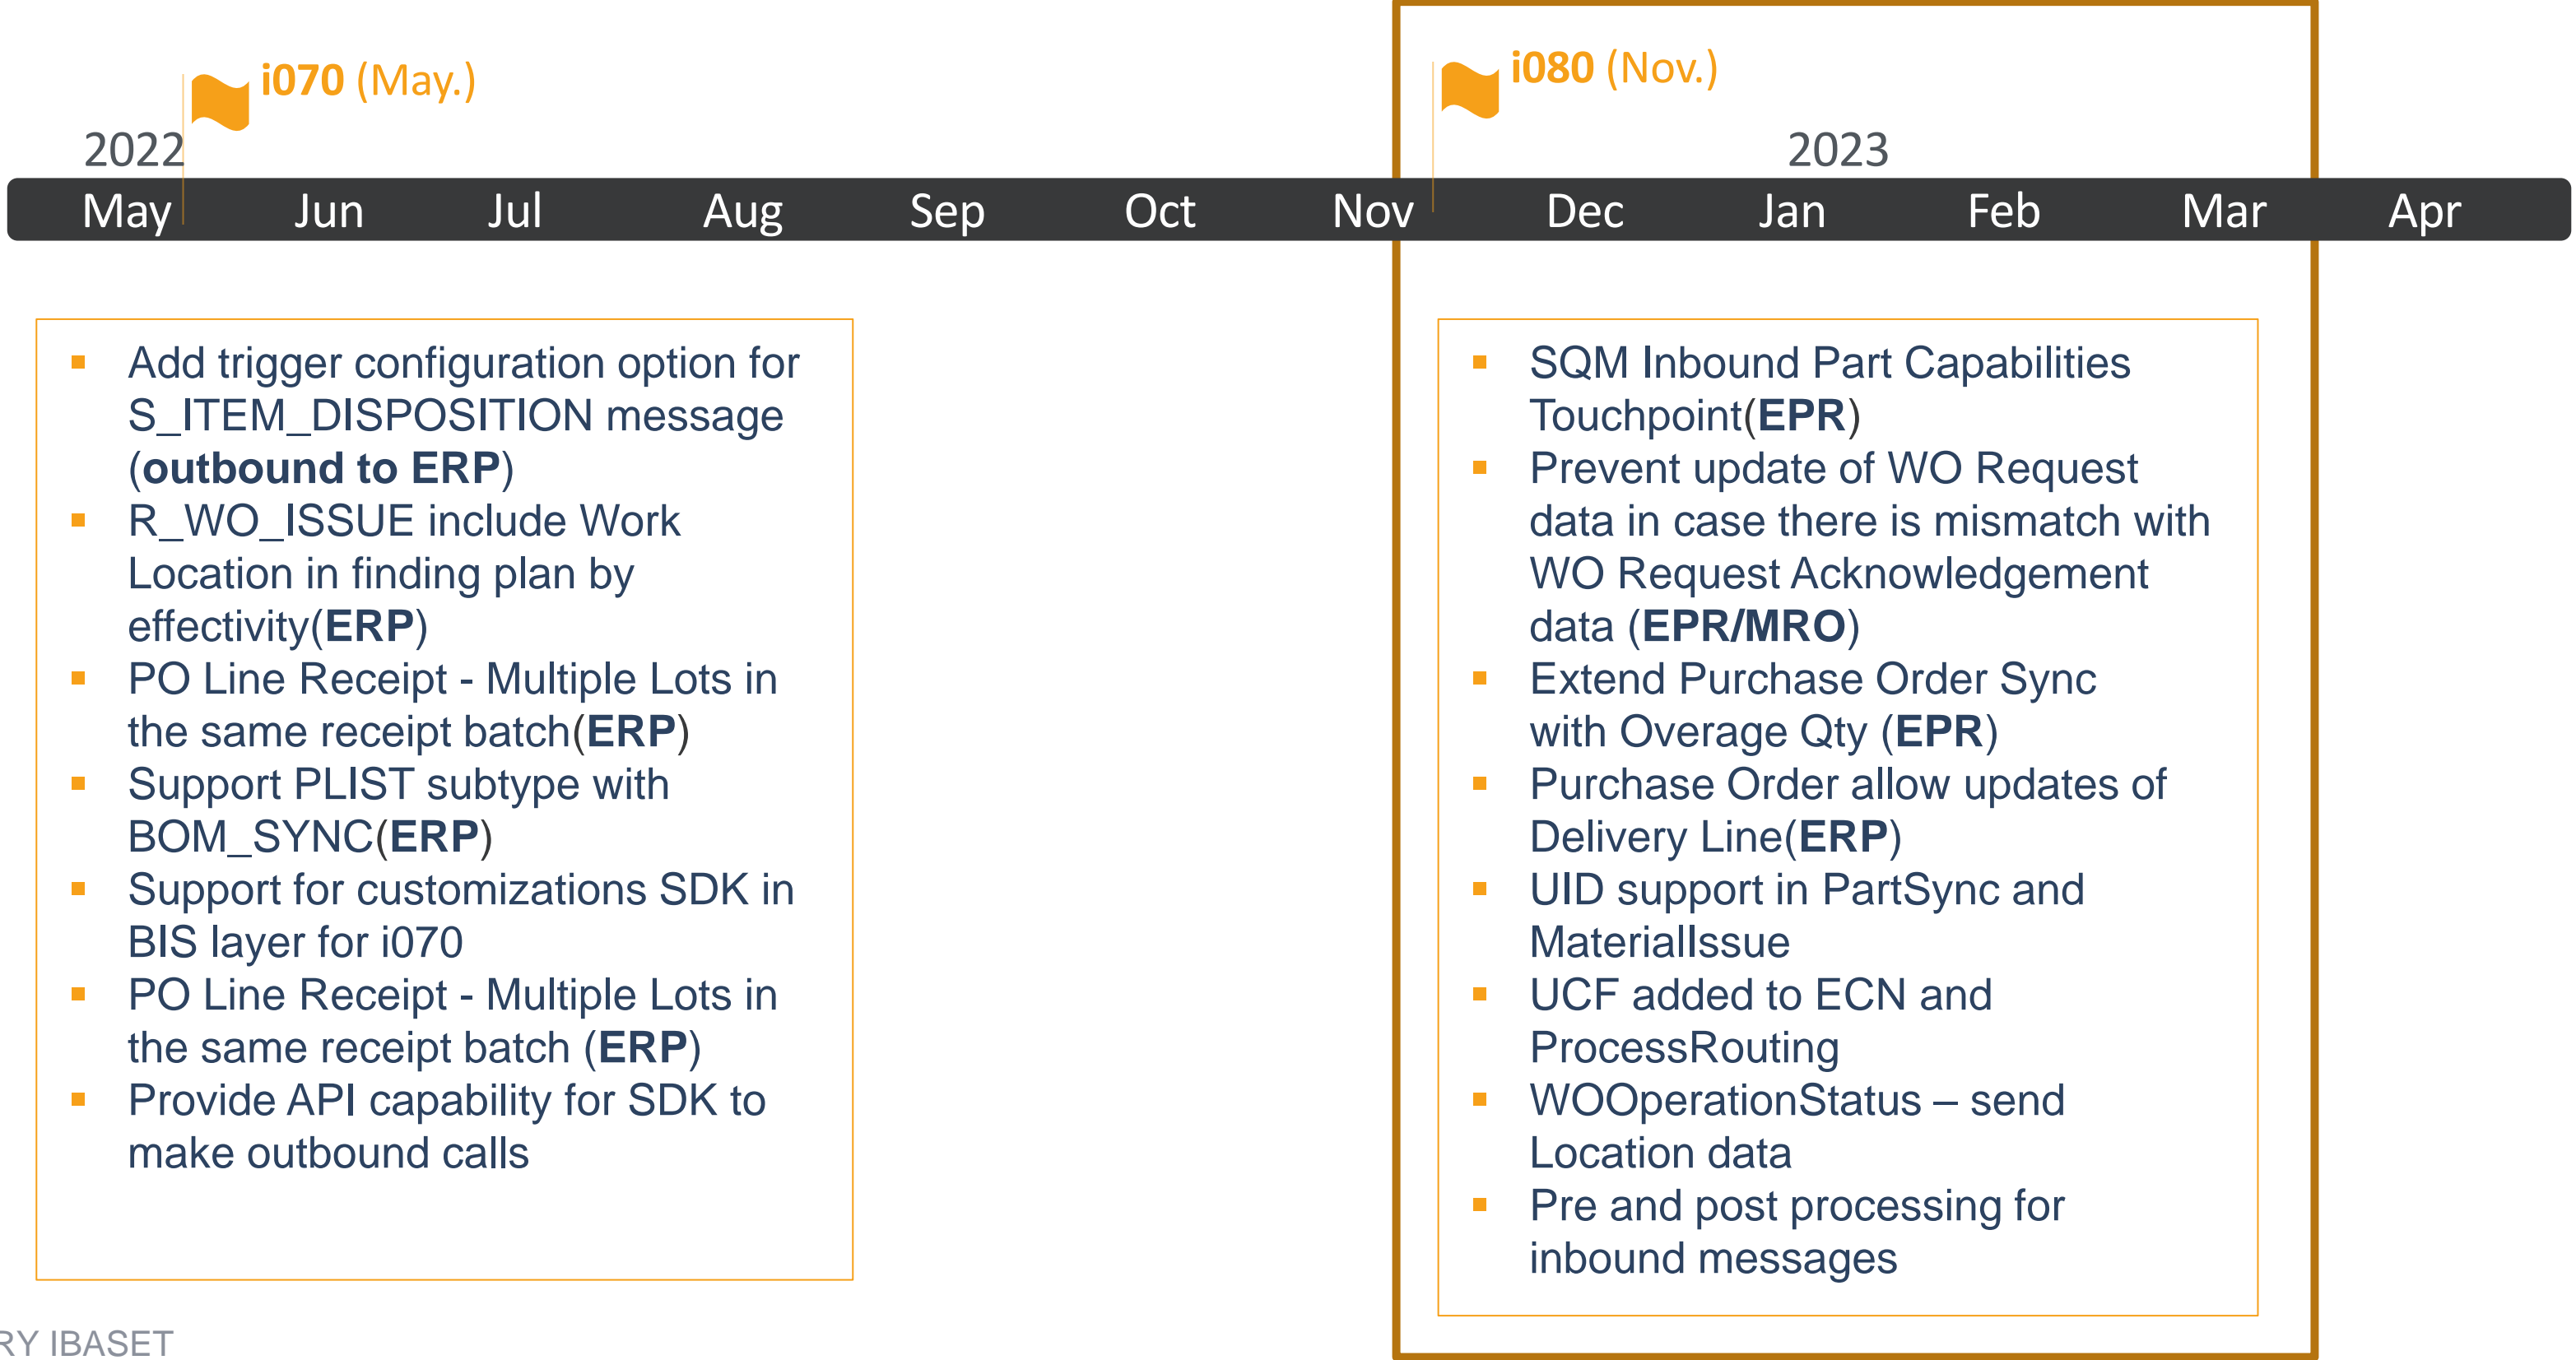 i070 (May.)
i080 (Nov.)
2022
2023
May Jun Jul Aug Sep Oct Nov Dec Jan Feb Mar Apr
Add trigger configuration option for
S_ITEM_DISPOSITION message
(outbound to ERP)
R_WO_ISSUE include Work
Location in finding plan by
effectivity(ERP)
PO Line Receipt - Multiple Lots in
the same receipt batch(ERP)
Support PLIST subtype with
BOM_SYNC(ERP)
Support for customizations SDK in
BIS layer for i070
PO Line Receipt - Multiple Lots in
the same receipt batch (ERP)
Provide API capability for SDK to
make outbound calls
SQM Inbound Part Capabilities
Touchpoint(EPR)
Prevent update of WO Request
data in case there is mismatch with
WO Request Acknowledgement
data (EPR/MRO)
Extend Purchase Order Sync
with Overage Qty (EPR)
Purchase Order allow updates of
Delivery Line(ERP)
UID support in PartSync and
MaterialIssue
UCF added to ECN and
ProcessRouting
WOOperationStatus – send
Location data
Pre and post processing for
inbound messages
RY IBASET